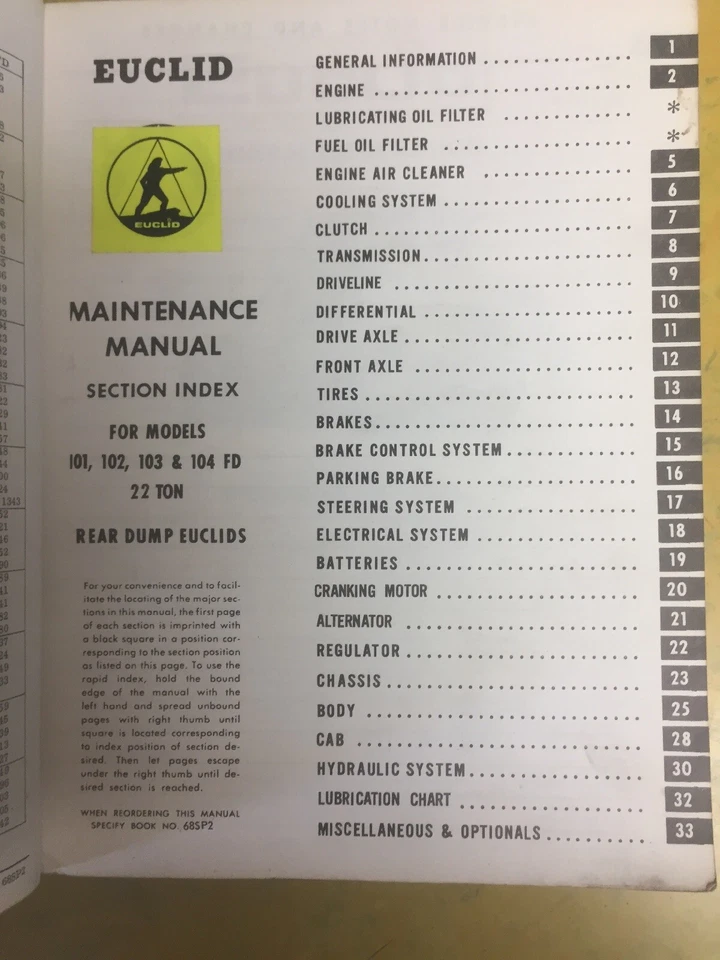 EUCLID
EUCLID
MAINTENANCE
MANUAL
SECTION INDEX
FOR MODELS
101, 102, 103 & 104 FD
22 TON
REAR DUMP EUCLIDS
For your convenience and to facil-
itate the locating of the major sec-
tions in this manual, the first page
of each section is imprinted with
a black square in a position cor-
responding to the section position
as listed on this page. To use the
rapid index, hold the bound
edge of the manual with the
left hand and spread unbound
pages with right thumb until
square is located corresponding
to index position of section de-
sired. Then let pages escape
under the right thumb until de-
sired section is reached.
WHEN REORDERING THIS MANUAL
SPECIFY BOOK NO. 68SP2
GENERAL INFORMATION . . . . . . . . . . . . . . . . 1
ENGINE . . . . . . . . . . . . . . . . . . . . . . . . . . . . 2
LUBRICATING OIL FILTER . . . . . . . . . . . . . *
FUEL OIL FILTER . . . . . . . . . . . . . . . . . . . . *
ENGINE AIR CLEANER . . . . . . . . . . . . . . . . 5
COOLING SYSTEM . . . . . . . . . . . . . . . . . . . . 6
CLUTCH . . . . . . . . . . . . . . . . . . . . . . . . . . . . 7
TRANSMISSION . . . . . . . . . . . . . . . . . . . . . . 8
DRIVELINE . . . . . . . . . . . . . . . . . . . . . . . . . 9
DIFFERENTIAL . . . . . . . . . . . . . . . . . . . . . . 10
DRIVE AXLE . . . . . . . . . . . . . . . . . . . . . . . . 11
FRONT AXLE . . . . . . . . . . . . . . . . . . . . . . . 12
TIRES . . . . . . . . . . . . . . . . . . . . . . . . . . . . . 13
BRAKES . . . . . . . . . . . . . . . . . . . . . . . . . . . 14
BRAKE CONTROL SYSTEM . . . . . . . . . . . . . 15
PARKING BRAKE . . . . . . . . . . . . . . . . . . . . 16
STEERING SYSTEM . . . . . . . . . . . . . . . . . . 17
ELECTRICAL SYSTEM . . . . . . . . . . . . . . . . 18
BATTERIES . . . . . . . . . . . . . . . . . . . . . . . . 19
CRANKING MOTOR . . . . . . . . . . . . . . . . . . 20
ALTERNATOR . . . . . . . . . . . . . . . . . . . . . . 21
REGULATOR . . . . . . . . . . . . . . . . . . . . . . . 22
CHASSIS . . . . . . . . . . . . . . . . . . . . . . . . . . 23
BODY . . . . . . . . . . . . . . . . . . . . . . . . . . . . 25
CAB . . . . . . . . . . . . . . . . . . . . . . . . . . . . . 28
HYDRAULIC SYSTEM . . . . . . . . . . . . . . . . . 30
LUBRICATION CHART . . . . . . . . . . . . . . . . 32
MISCELLANEOUS & OPTIONALS . . . . . . . . . . 33
1343
68SP2